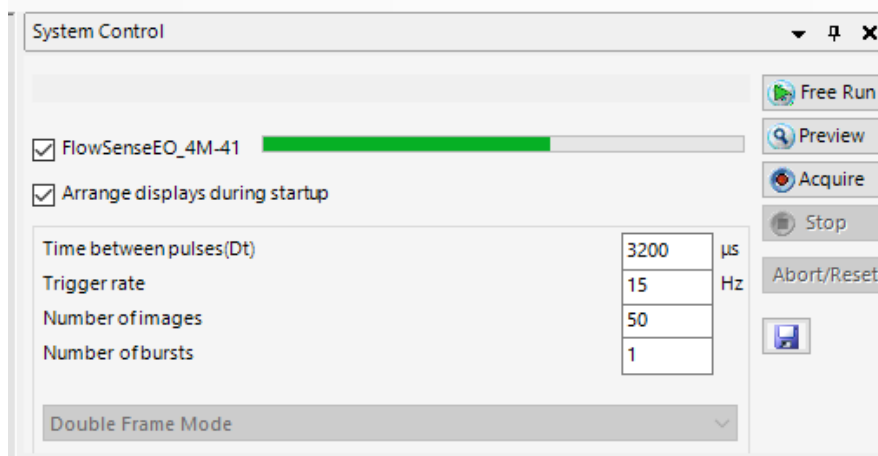 System Control
Free Run
FlowSenseEO_4M-41
Preview
Arrange displays during startup
Acquire
Stop
Time between pulses(Dt) 3200 µs
Trigger rate 15 Hz
Abort/Reset
Number of images 50
Number of bursts 1
Double Frame Mode